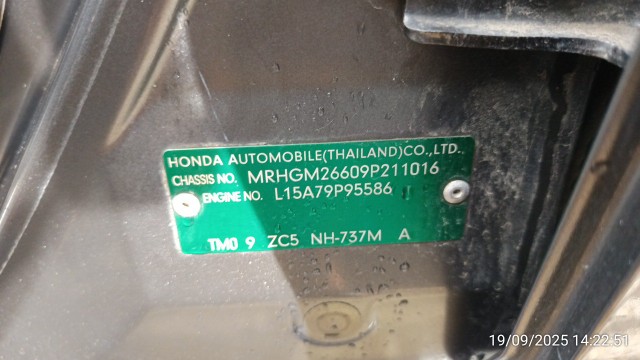 HONDA AUTOMOBILE(THAILAND)CO.,LTD.
CHASSIS NO. MRHGM26609P211016
ENGINE NO. L15A79P95586
TM0 9 ZC5 NH-737M A
19/09/2025 14:22:51